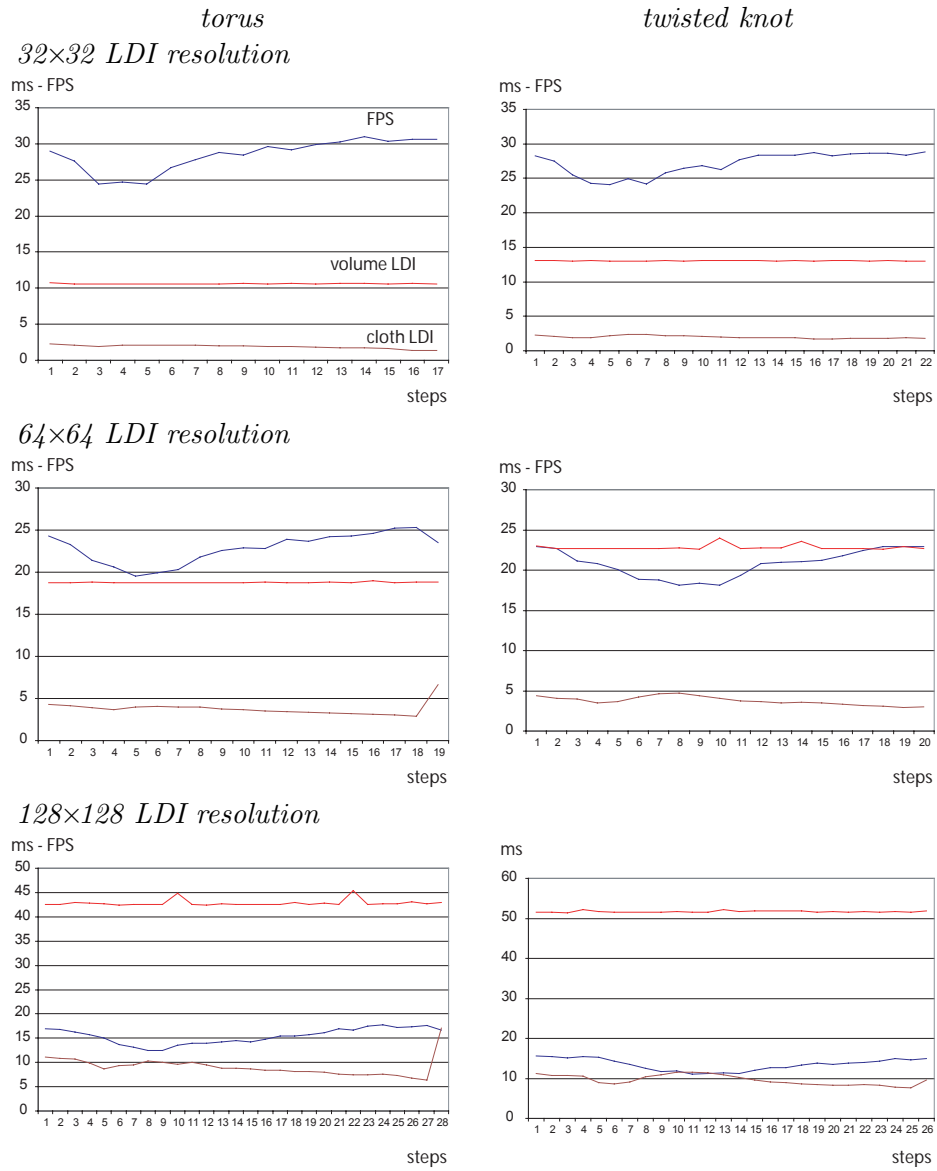 torus
twisted knot
32×32 LDI resolution
ms - FPS
35
30
25
20
15
10
5
0
FPS
volume LDI
cloth LDI
1 2 3 4 5 6 7 8 9 10 11 12 13 14 15 16 17
steps
ms - FPS
35
30
25
20
15
10
5
0
1 2 3 4 5 6 7 8 9 10 11 12 13 14 15 16 17 18 19 20 21 22
steps
64×64 LDI resolution
ms - FPS
30
25
20
15
10
5
0
1 2 3 4 5 6 7 8 9 10 11 12 13 14 15 16 17 18 19
steps
ms - FPS
30
25
20
15
10
5
0
1 2 3 4 5 6 7 8 9 10 11 12 13 14 15 16 17 18 19 20
steps
128×128 LDI resolution
ms - FPS
50
45
40
35
30
25
20
15
10
5
0
1 2 3 4 5 6 7 8 9 10 11 12 13 14 15 16 17 18 19 20 21 22 23 24 25 26 27 28
steps
ms
60
50
40
30
20
10
0
1 2 3 4 5 6 7 8 9 10 11 12 13 14 15 16 17 18 19 20 21 22 23 24 25 26
steps